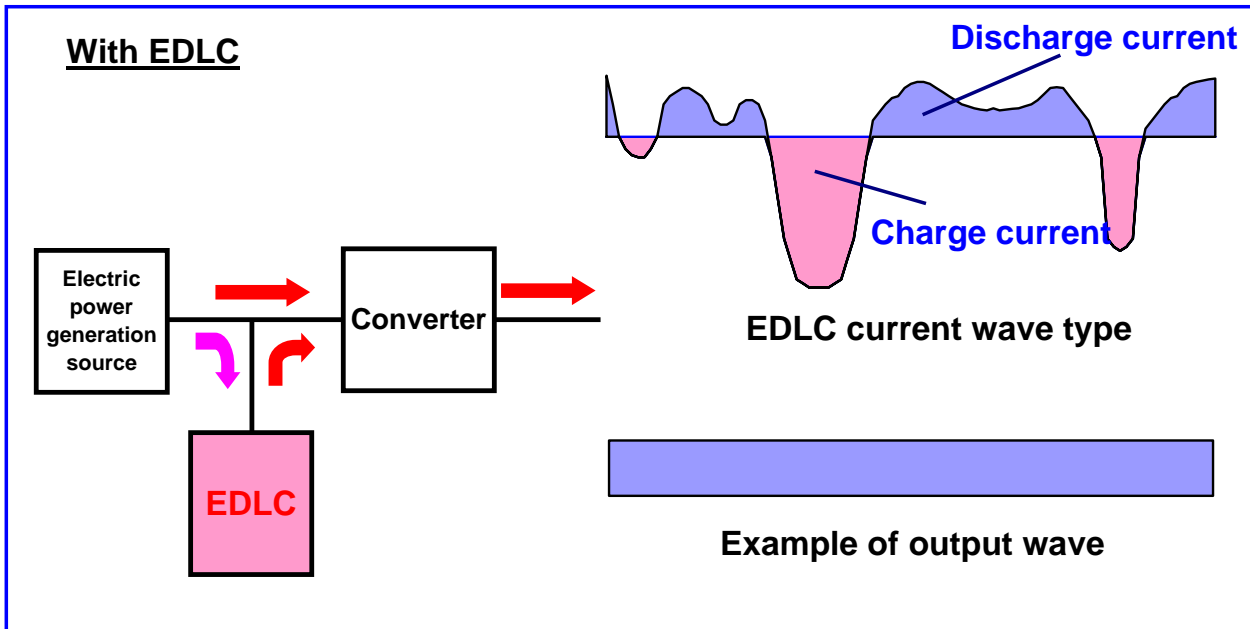 With EDLC
Discharge current
Charge current
EDLC current wave type
Electric
power
generation
source
Converter
EDLC
Example of output wave